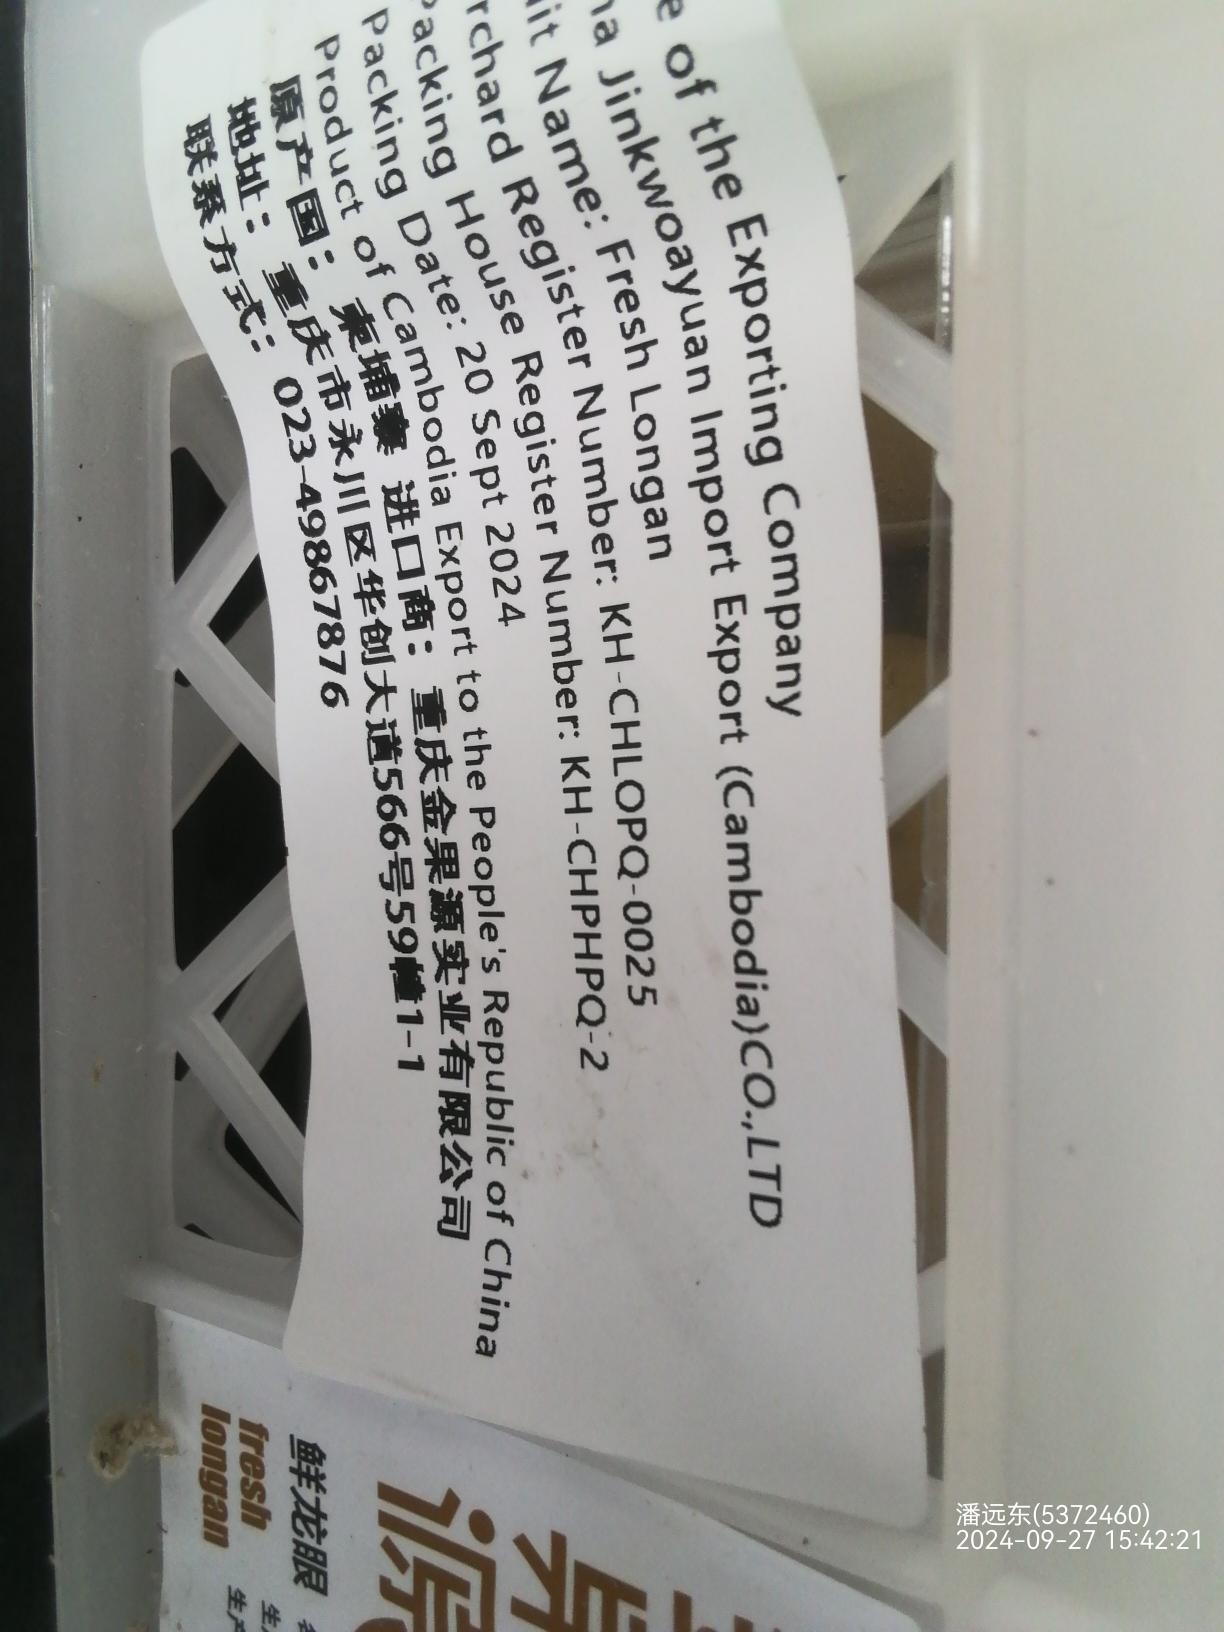 e of the Exporting Company
na Jinkwoayuan Import Export (Cambodia)CO.,LTD
it Name: Fresh Longan
rchard Register Number: KH-CHLOPQ-0025
Packing House Register Number: KH-CHPHPQ-2
Packing Date: 20 Sept 2024
Product of Cambodia Export to the People's Republic of China
原产国： 柬埔寨 进口商：重庆金果源实业有限公司
地址： 重庆市永川区华创大道566号59幢1-1
联系方式： 023-49867876
果
源
鲜龙眼
fresh
longan
生产
潘远东(5372460)
2024-09-27 15:42:21